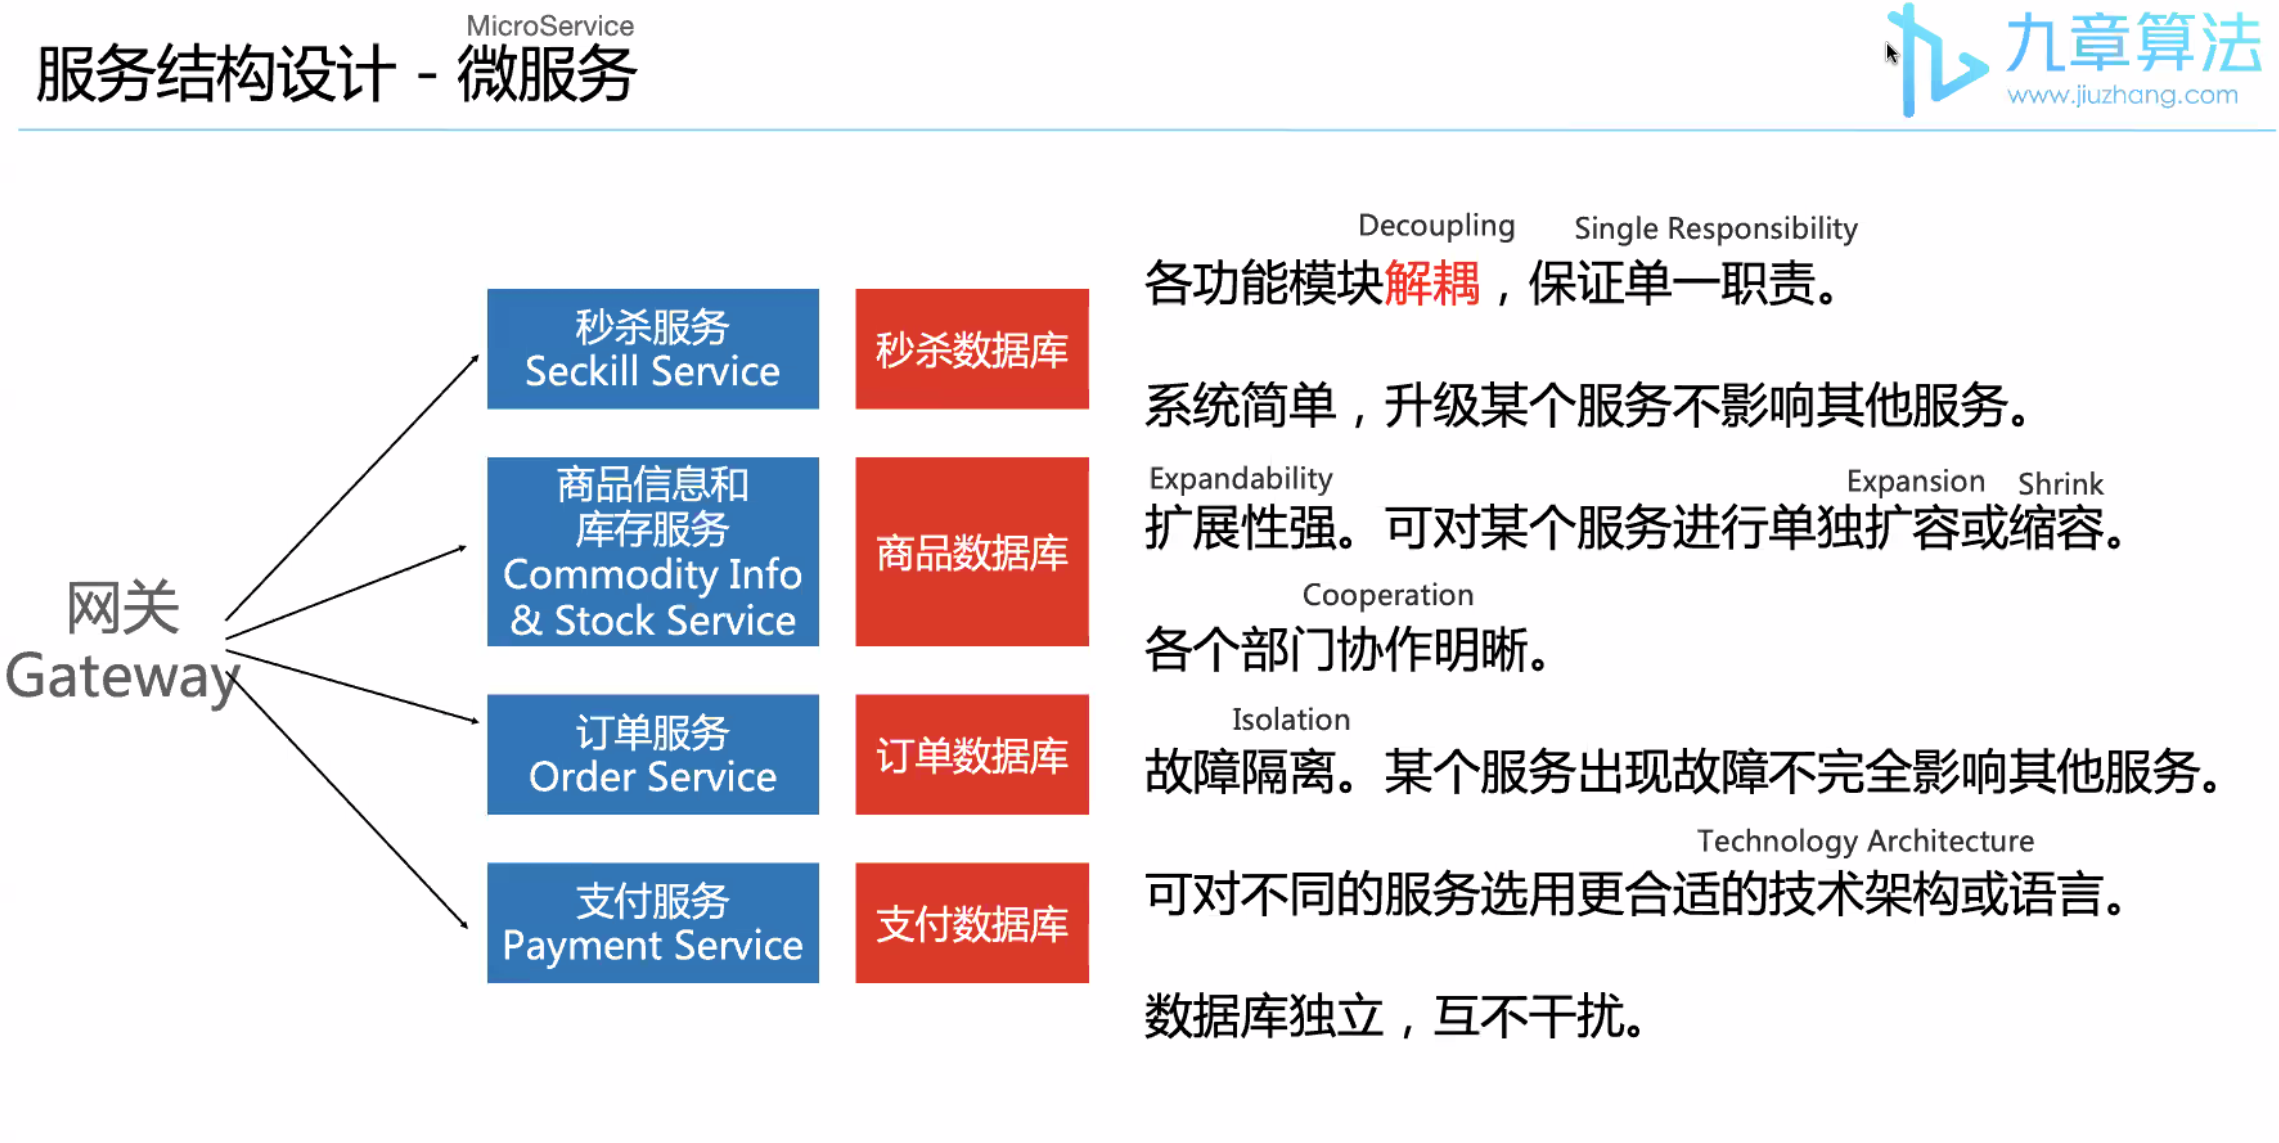 MicroService
服务结构设计 - 微服务
九章算法
www.jiuzhang.com
网关
Gateway
秒杀服务
Seckill Service
秒杀数据库
商品信息和
库存服务
Commodity Info
& Stock Service
商品数据库
订单服务
Order Service
订单数据库
支付服务
Payment Service
支付数据库
Decoupling Single Responsibility
各功能模块解耦，保证单一职责。
系统简单，升级某个服务不影响其他服务。
Expandability Expansion Shrink
扩展性强。可对某个服务进行单独扩容或缩容。
Cooperation
各个部门协作明晰。
Isolation
故障隔离。某个服务出现故障不完全影响其他服务。
Technology Architecture
可对不同的服务选用更合适的技术架构或语言。
数据库独立，互不干扰。